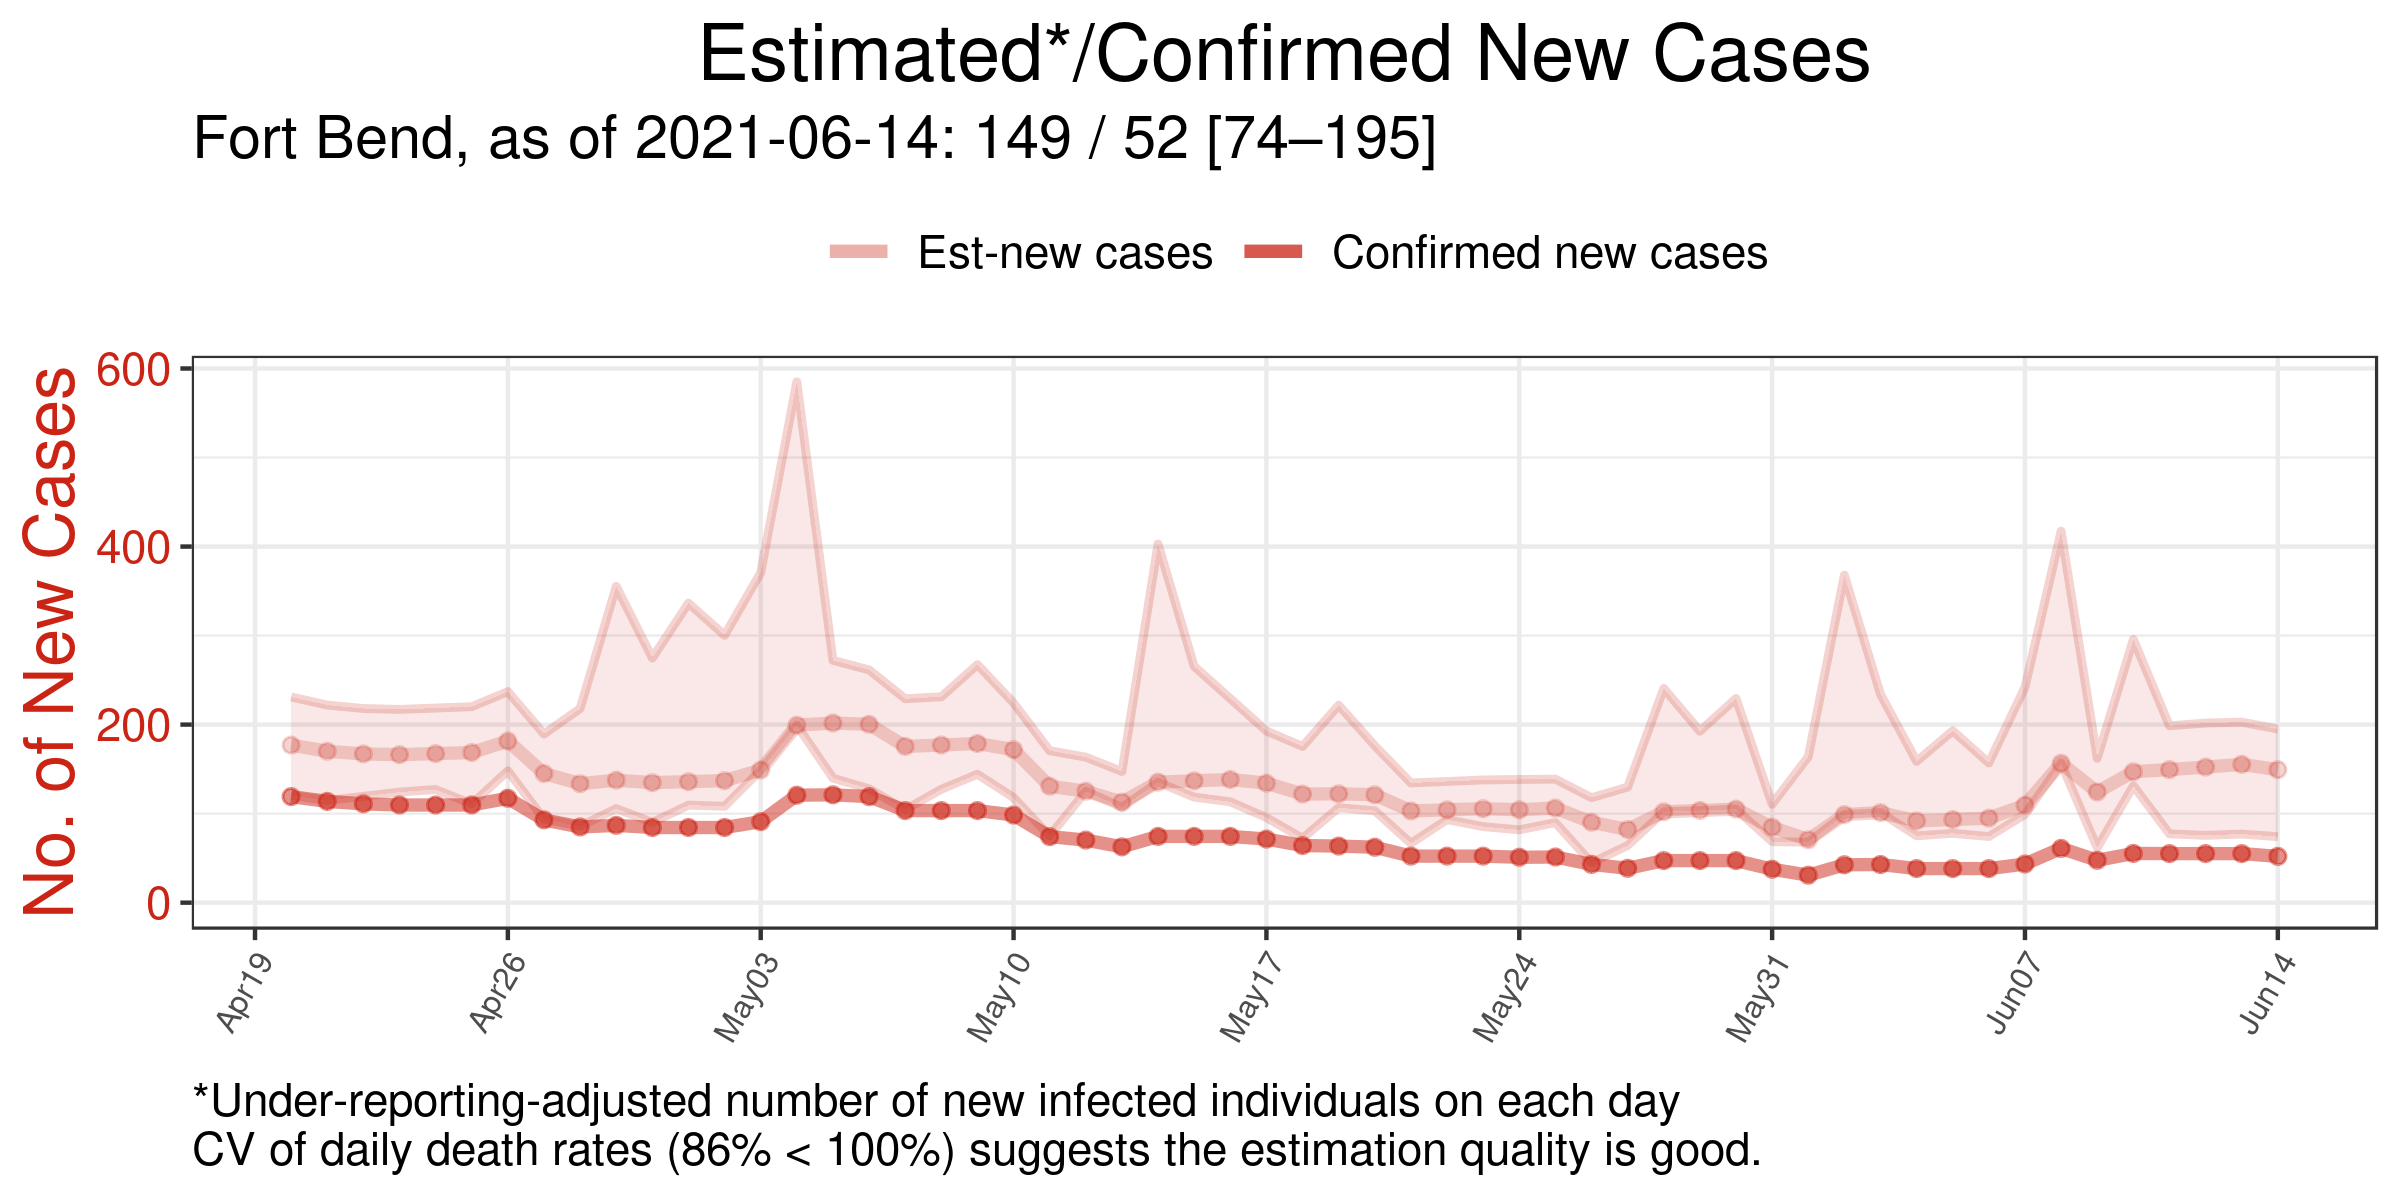 Estimated*/Confirmed New Cases
Fort Bend, as of 2021-06-14: 149 / 52 [74–195]
Est-new cases Confirmed new cases
No. of New Cases
600
400
200
0
Apr19 Apr26 May03 May10 May17 May24 May31 Jun07 Jun14
*Under-reporting-adjusted number of new infected individuals on each day
CV of daily death rates (86% < 100%) suggests the estimation quality is good.